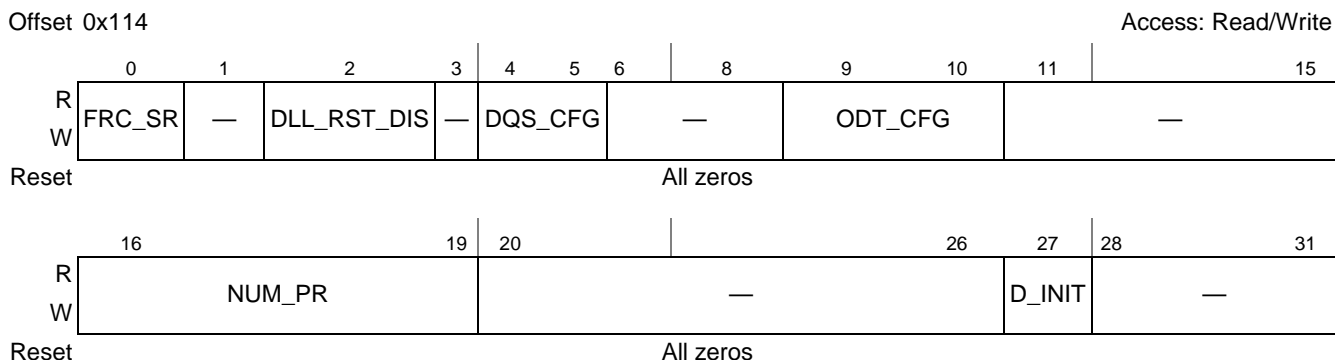 Offset 0x114 Access: Read/Write
0 1 2 3 4 5 6 8 9 10 11 15
R
W
FRC_SR — DLL_RST_DIS — DQS_CFG — ODT_CFG —
Reset All zeros
16 19 20 26 27 28 31
R
W
NUM_PR — D_INIT —
Reset All zeros